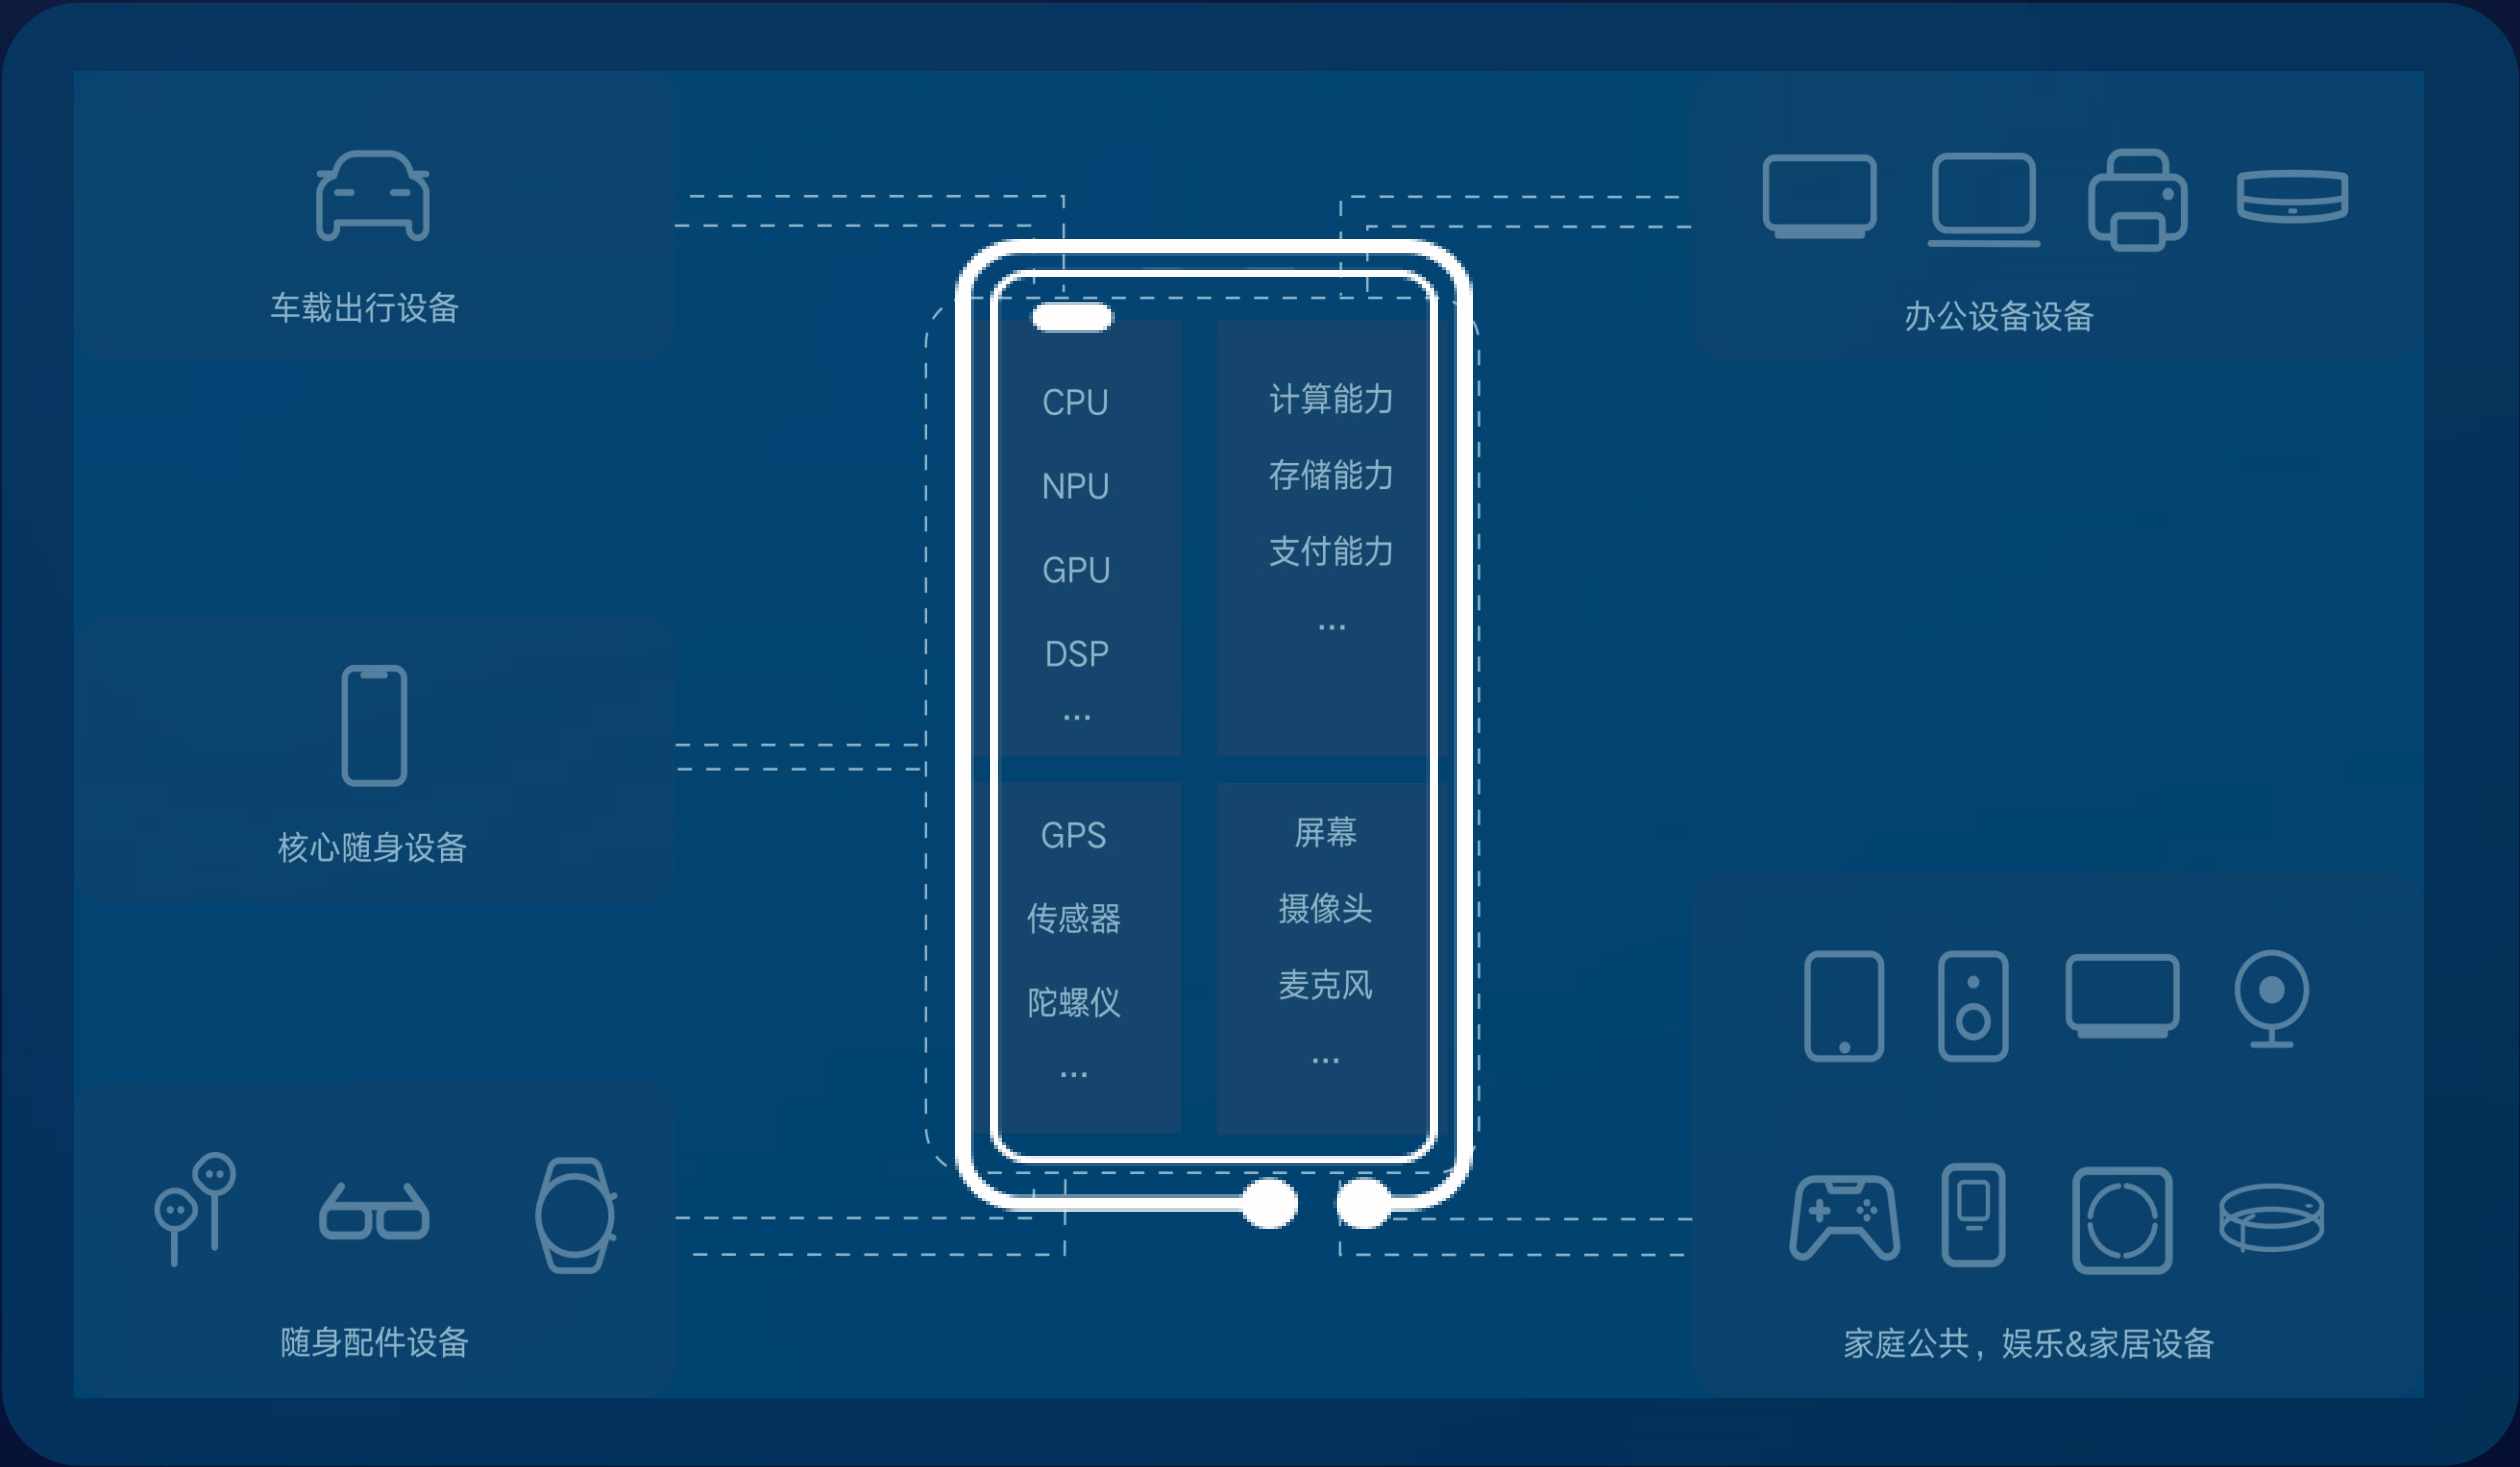 车载出行设备
核心随身设备
随身配件设备
CPU
NPU
GPU
DSP
...
计算能力
存储能力
支付能力
...
GPS
传感器
陀螺仪
...
屏幕
摄像头
麦克风
...
办公设备设备
家庭公共，娱乐&家居设备